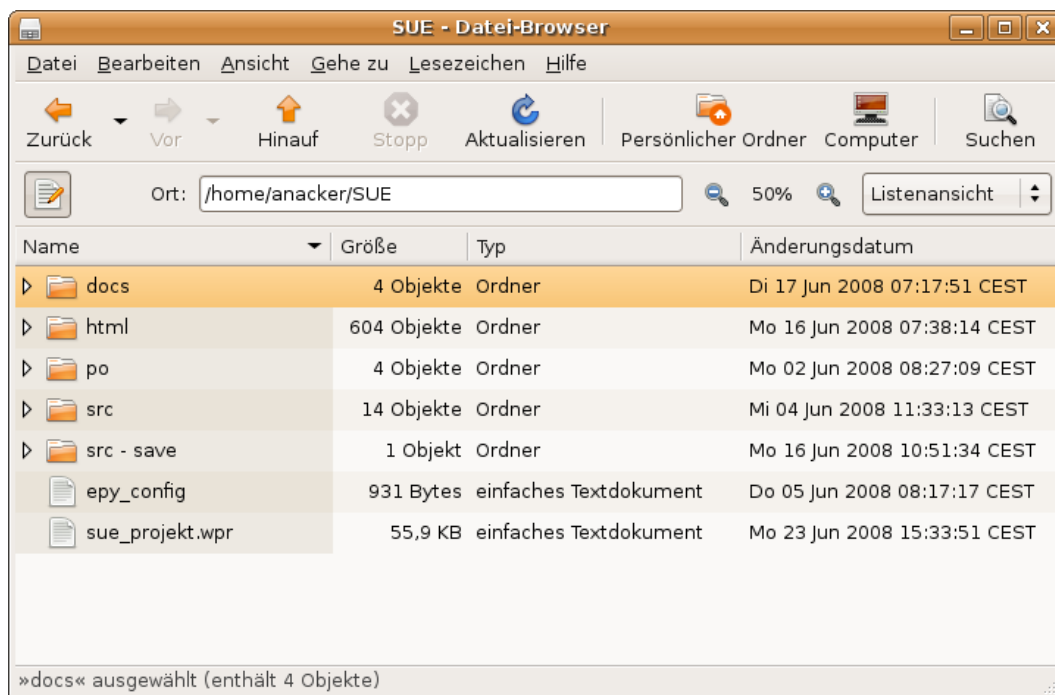 SUE - Datei-Browser
Datei Bearbeiten Ansicht Gehe zu Lesezeichen Hilfe
Zurück Vor Hinauf Stopp Aktualisieren Persönlicher Ordner Computer Suchen
Ort: /home/anacker/SUE 50% Listenansicht
Name Größe Typ Änderungsdatum
docs 4 Objekte Ordner Di 17 Jun 2008 07:17:51 CEST
html 604 Objekte Ordner Mo 16 Jun 2008 07:38:14 CEST
po 4 Objekte Ordner Mo 02 Jun 2008 08:27:09 CEST
src 14 Objekte Ordner Mi 04 Jun 2008 11:33:13 CEST
src - save 1 Objekt Ordner Mo 16 Jun 2008 10:51:34 CEST
epy_config 931 Bytes einfaches Textdokument Do 05 Jun 2008 08:17:17 CEST
sue_projekt.wpr 55,9 KB einfaches Textdokument Mo 23 Jun 2008 15:33:51 CEST
»docs« ausgewählt (enthält 4 Objekte)